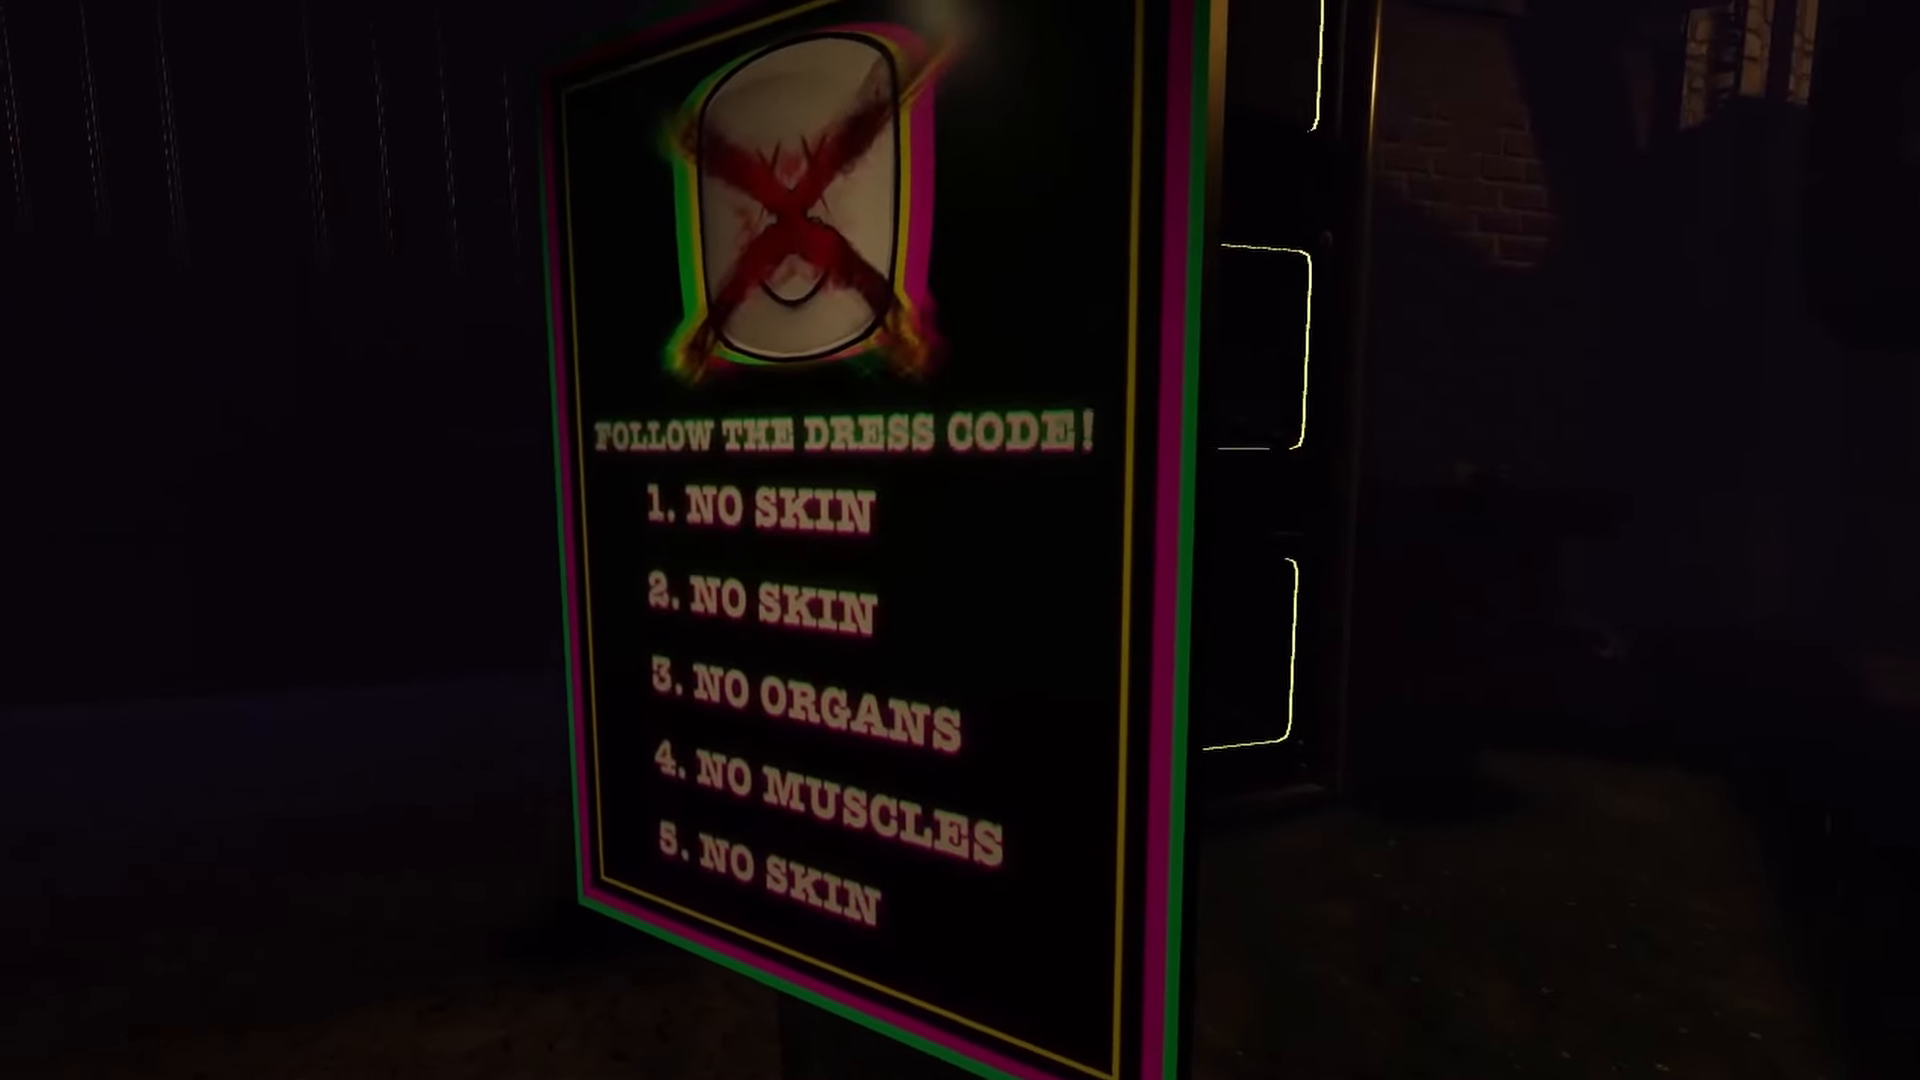 FOLLOW THE DRESS CODE!
1. NO SKIN
2. NO SKIN
3. NO ORGANS
4. NO MUSCLES
5. NO SKIN